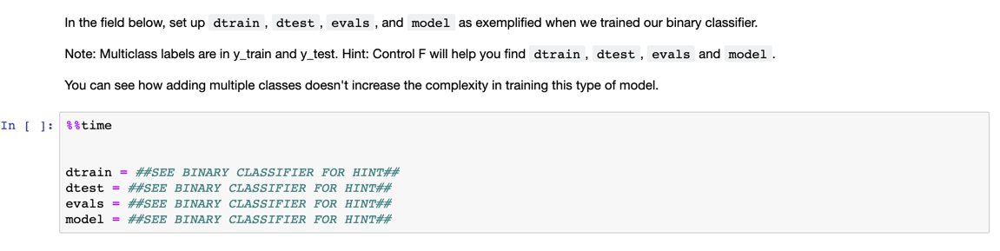 In the field below, set up dtrain , dtest , evals , and model as exemplified when we trained our binary classifier.
Note: Multiclass labels are in y_train and y_test. Hint: Control F will help you find dtrain , dtest , evals and model .
You can see how adding multiple classes doesn't increase the complexity in training this type of model.
In [ ]: %%time
dtrain = ##SEE BINARY CLASSIFIER FOR HINT##
dtest = ##SEE BINARY CLASSIFIER FOR HINT##
evals = ##SEE BINARY CLASSIFIER FOR HINT##
model = ##SEE BINARY CLASSIFIER FOR HINT##